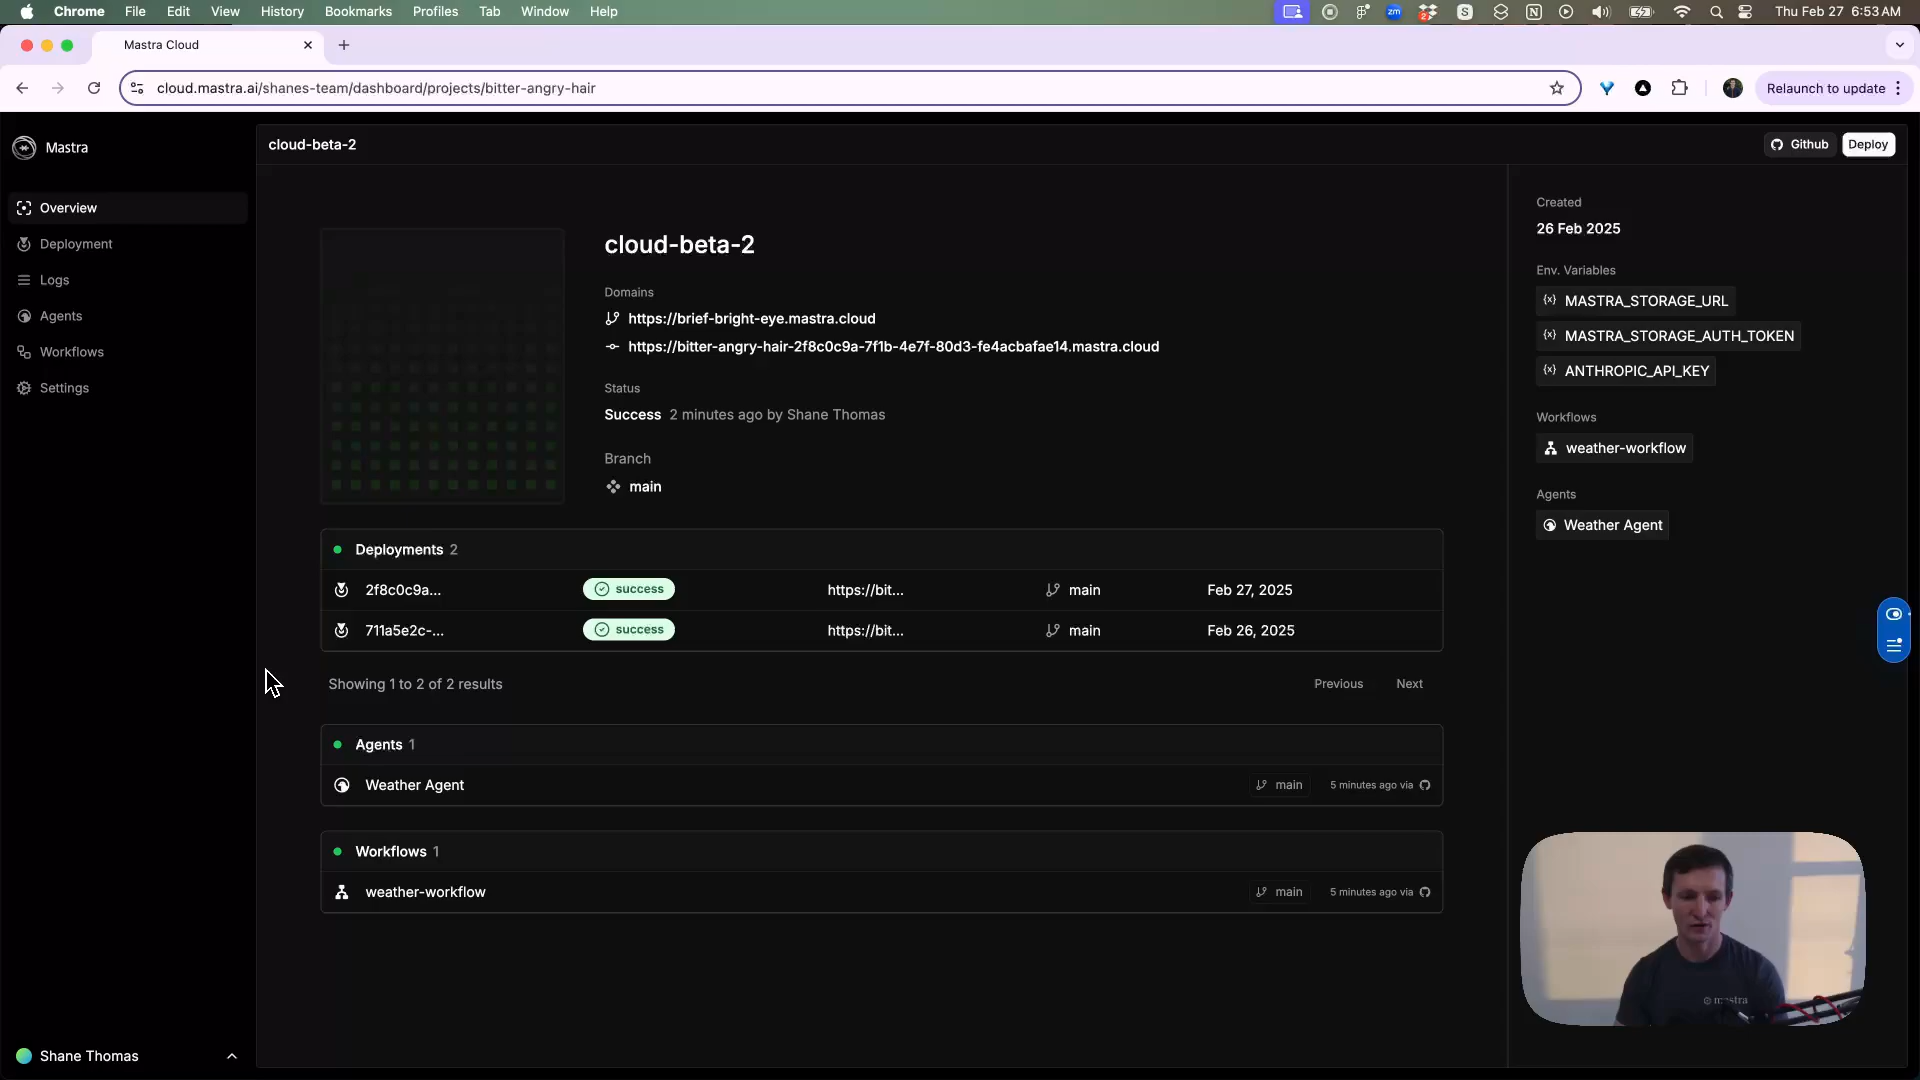 Chrome File Edit View History Bookmarks Profiles Tab Window Help
zm 2 S N Thu Feb 27 6:53 AM
Mastra Cloud
cloud.mastra.ai/shanes-team/dashboard/projects/bitter-angry-hair
Relaunch to update
Mastra
Overview
Deployment
Logs
Agents
Workflows
Settings
Shane Thomas
cloud-beta-2
Github
Deploy
cloud-beta-2
Domains
https://brief-bright-eye.mastra.cloud
https://bitter-angry-hair-2f8c0c9a-7f1b-4e7f-80d3-fe4acbafae14.mastra.cloud
Status
Success 2 minutes ago by Shane Thomas
Branch
main
Deployments 2
2f8c0c9a... success https://bit... main Feb 27, 2025
711a5e2c-... success https://bit... main Feb 26, 2025
Showing 1 to 2 of 2 results
Previous Next
Agents 1
Weather Agent main 5 minutes ago via
Workflows 1
weather-workflow main 5 minutes ago via
Created
26 Feb 2025
Env. Variables
{x} MASTRA_STORAGE_URL
{x} MASTRA_STORAGE_AUTH_TOKEN
{x} ANTHROPIC_API_KEY
Workflows
weather-workflow
Agents
Weather Agent
mastra